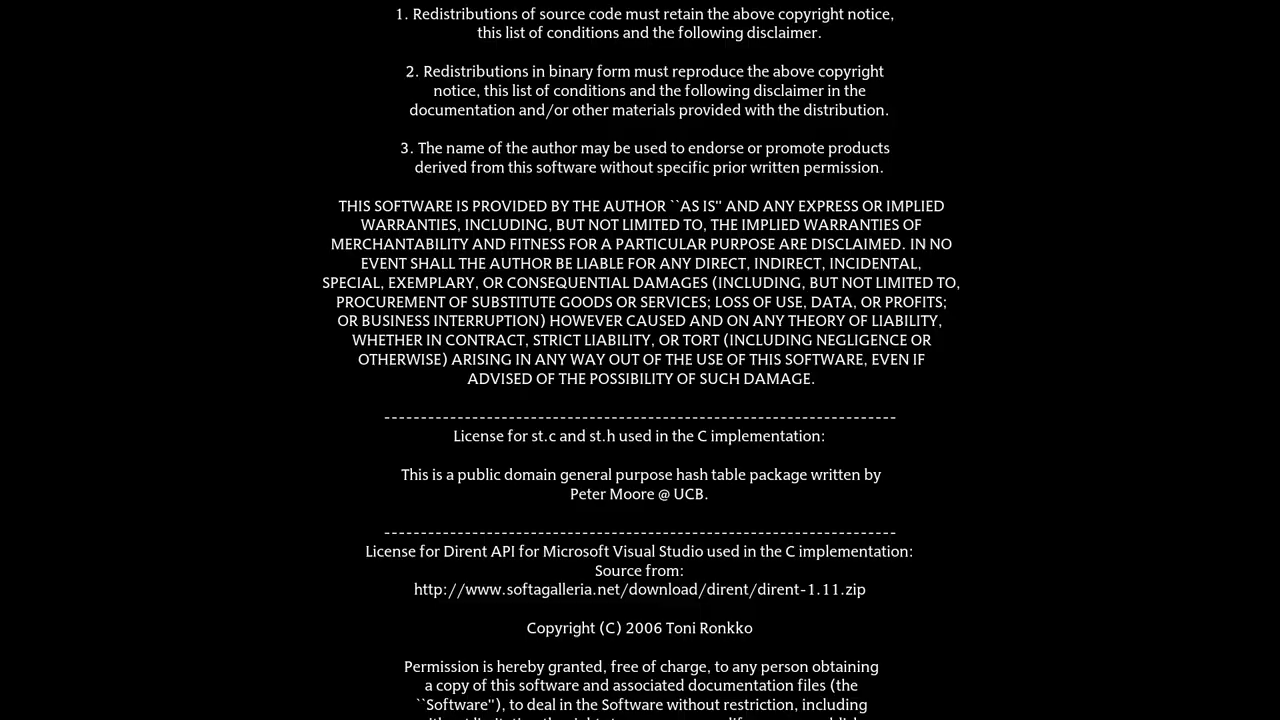 1. Redistributions of source code must retain the above copyright notice,
this list of conditions and the following disclaimer.
2. Redistributions in binary form must reproduce the above copyright
notice, this list of conditions and the following disclaimer in the
documentation and/or other materials provided with the distribution.
3. The name of the author may be used to endorse or promote products
derived from this software without specific prior written permission.
THIS SOFTWARE IS PROVIDED BY THE AUTHOR ``AS IS'' AND ANY EXPRESS OR IMPLIED
WARRANTIES, INCLUDING, BUT NOT LIMITED TO, THE IMPLIED WARRANTIES OF
MERCHANTABILITY AND FITNESS FOR A PARTICULAR PURPOSE ARE DISCLAIMED. IN NO
EVENT SHALL THE AUTHOR BE LIABLE FOR ANY DIRECT, INDIRECT, INCIDENTAL,
SPECIAL, EXEMPLARY, OR CONSEQUENTIAL DAMAGES (INCLUDING, BUT NOT LIMITED TO,
PROCUREMENT OF SUBSTITUTE GOODS OR SERVICES; LOSS OF USE, DATA, OR PROFITS;
OR BUSINESS INTERRUPTION) HOWEVER CAUSED AND ON ANY THEORY OF LIABILITY,
WHETHER IN CONTRACT, STRICT LIABILITY, OR TORT (INCLUDING NEGLIGENCE OR
OTHERWISE) ARISING IN ANY WAY OUT OF THE USE OF THIS SOFTWARE, EVEN IF
ADVISED OF THE POSSIBILITY OF SUCH DAMAGE.
----------------------------------------------------------------------
License for st.c and st.h used in the C implementation:
This is a public domain general purpose hash table package written by
Peter Moore @ UCB.
----------------------------------------------------------------------
License for Dirent API for Microsoft Visual Studio used in the C implementation:
Source from:
http://www.softagalleria.net/download/dirent/dirent-1.11.zip
Copyright (C) 2006 Toni Ronkko
Permission is hereby granted, free of charge, to any person obtaining
a copy of this software and associated documentation files (the
``Software''), to deal in the Software without restriction, including